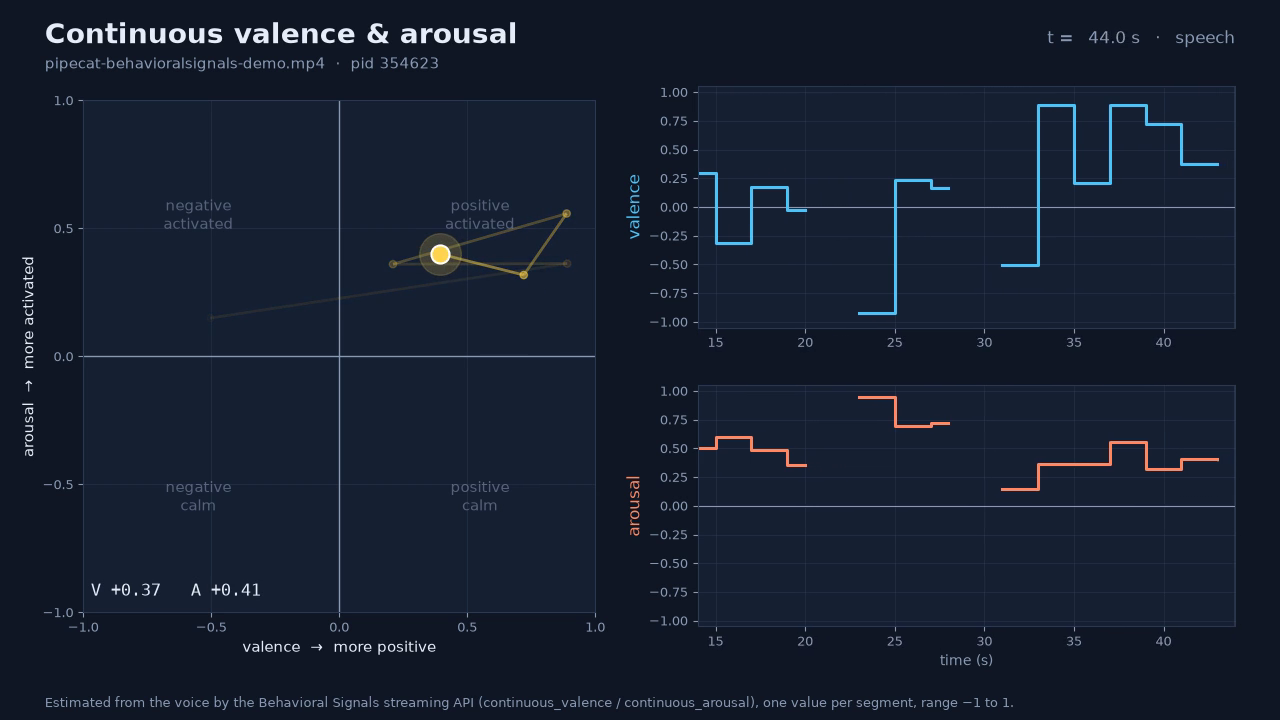 Continuous valence & arousal
pipecat-behavioralsignals-demo.mp4 · pid 354623
t = 44.0 s · speech
1.0
0.5
0.0
−0.5
−1.0
arousal → more activated
negative
activated
positive
activated
negative
calm
positive
calm
V +0.37 A +0.41
−1.0 −0.5 0.0 0.5 1.0
valence → more positive
1.00
0.75
0.50
0.25
0.00
−0.25
−0.50
−0.75
−1.00
valence
15 20 25 30 35 40
1.00
0.75
0.50
0.25
0.00
−0.25
−0.50
−0.75
−1.00
arousal
15 20 25 30 35 40
time (s)
Estimated from the voice by the Behavioral Signals streaming API (continuous_valence / continuous_arousal), one value per segment, range −1 to 1.